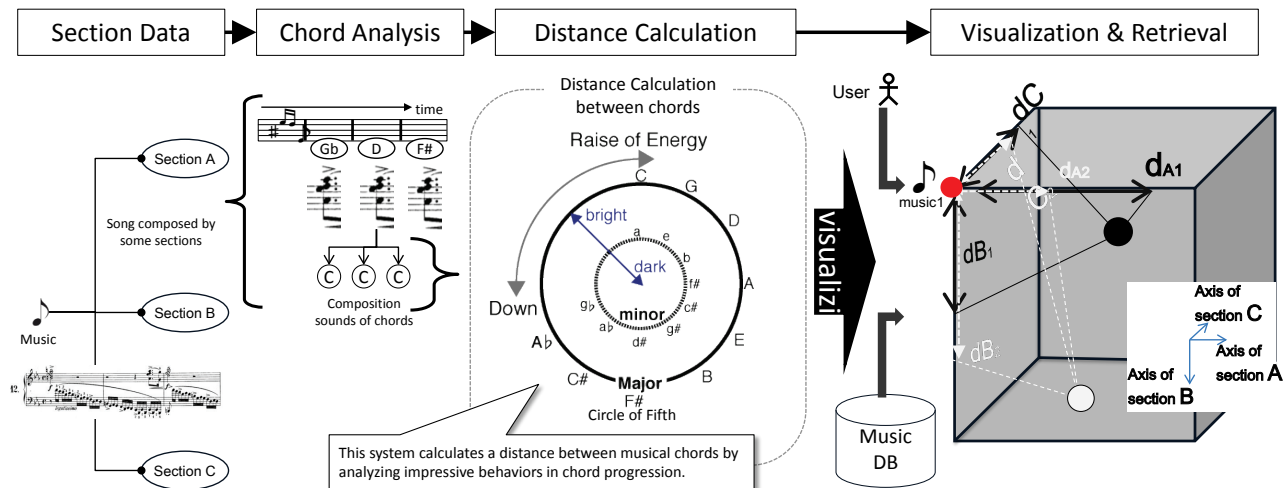 Section Data
Chord Analysis
Distance Calculation
Visualization & Retrieval
Section A
Song composed by
some sections
Section B
Music
12.
Section C
time
Gb
D
F#
C
C
C
Composition
sounds of chords
Distance Calculation
between chords
Raise of Energy
C
G
D
A
E
B
F#
C#
A♭
Down
bright
dark
a
e
b
f#
c#
g#
d#
a♭
g♭
minor
Major
Circle of Fifth
This system calculates a distance between musical chords by
analyzing impressive behaviors in chord progression.
visualizi
User
music1
Music
DB
dC
dA2
dA1
dB1
dB2
Axis of
section C
Axis of
section A
Axis of
section B